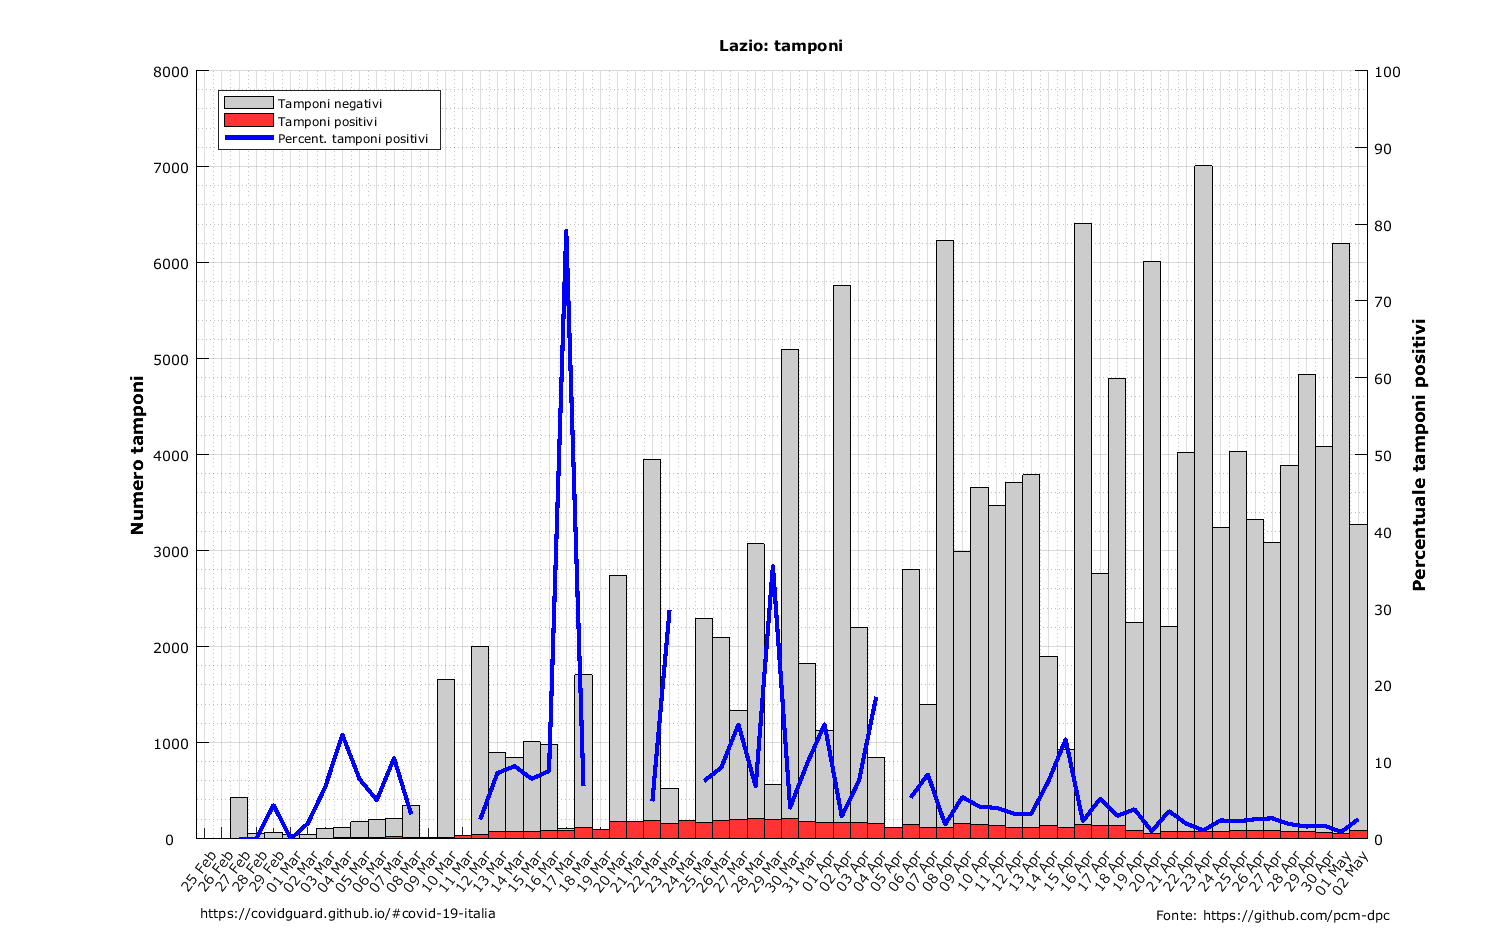 Lazio: tamponi
Tamponi negativi
Tamponi positivi
Percent. tamponi positivi
Numero tamponi
8000
7000
6000
5000
4000
3000
2000
1000
0
Percentuale tamponi positivi
100
90
80
70
60
50
40
30
20
10
0
25 Feb
26 Feb
27 Feb
28 Feb
29 Feb
01 Mar
02 Mar
03 Mar
04 Mar
05 Mar
06 Mar
07 Mar
08 Mar
09 Mar
10 Mar
11 Mar
12 Mar
13 Mar
14 Mar
15 Mar
16 Mar
17 Mar
18 Mar
19 Mar
20 Mar
21 Mar
22 Mar
23 Mar
24 Mar
25 Mar
26 Mar
27 Mar
28 Mar
29 Mar
30 Mar
31 Mar
01 Apr
02 Apr
03 Apr
04 Apr
05 Apr
06 Apr
07 Apr
08 Apr
09 Apr
10 Apr
11 Apr
12 Apr
13 Apr
14 Apr
15 Apr
16 Apr
17 Apr
18 Apr
19 Apr
20 Apr
21 Apr
22 Apr
23 Apr
24 Apr
25 Apr
26 Apr
27 Apr
28 Apr
29 Apr
30 Apr
01 May
02 May
https://covidguard.github.io/#covid-19-italia
Fonte: https://github.com/pcm-dpc